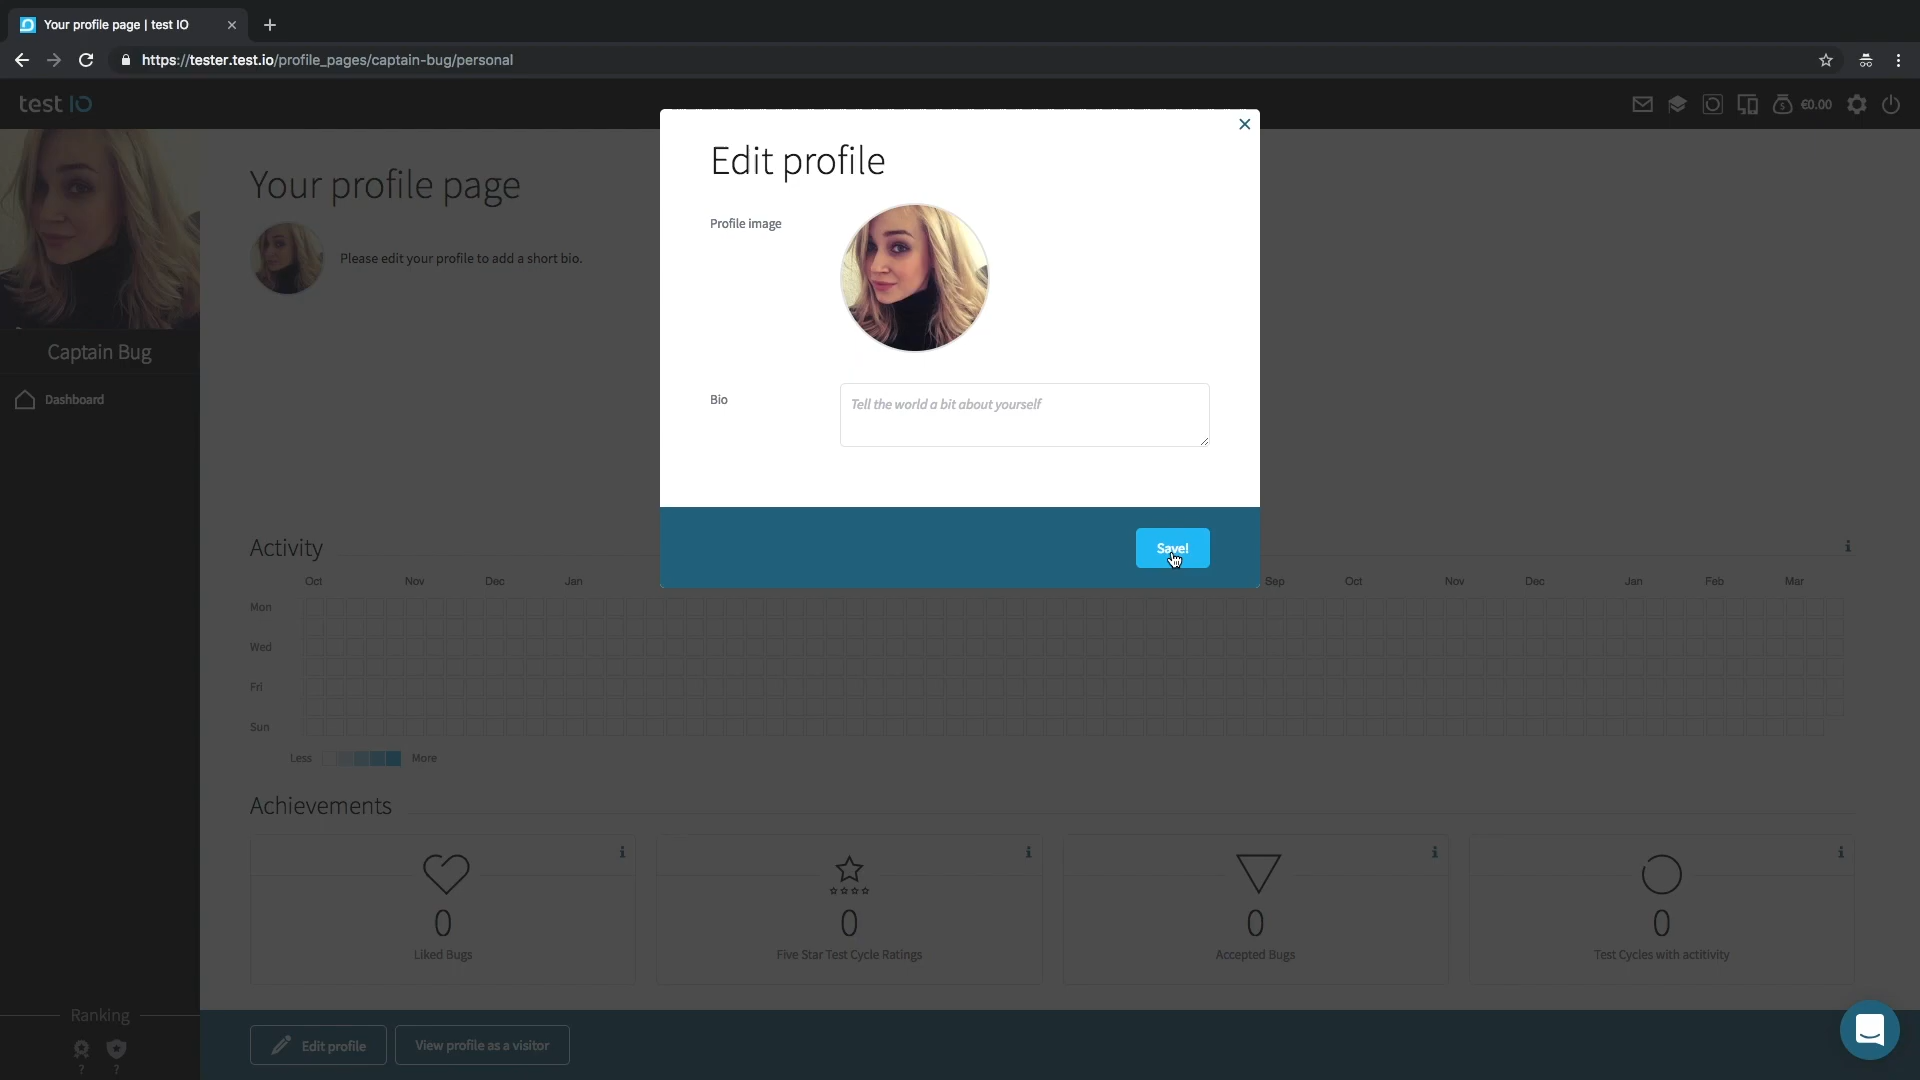 Your profile page | test IO
https://tester.test.io/profile_pages/captain-bug/personal
test IO
€0.00
Edit profile
Profile image
Bio
Tell the world a bit about yourself
Save!
Captain Bug
Dashboard
Ranking
?
?
Your profile page
Please edit your profile to add a short bio.
Activity
Oct
Nov
Dec
Jan
Sep
Oct
Nov
Dec
Jan
Feb
Mar
Mon
Wed
Fri
Sun
Less
More
Achievements
0
Liked Bugs
0
Five Star Test Cycle Ratings
0
Accepted Bugs
0
Test Cycles with actitivity
Edit profile
View profile as a visitor